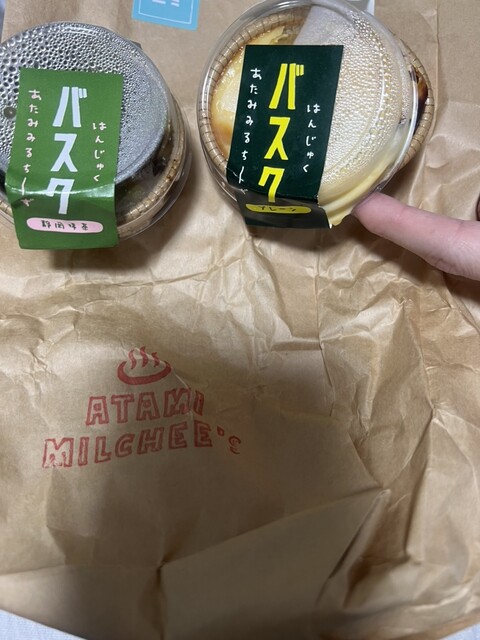 バスク
はんじゅく
あたみみるちーず
静岡抹茶
バスク
はんじゅく
あたみみるちーず
プレーン
ATAMI
MILCHEE's